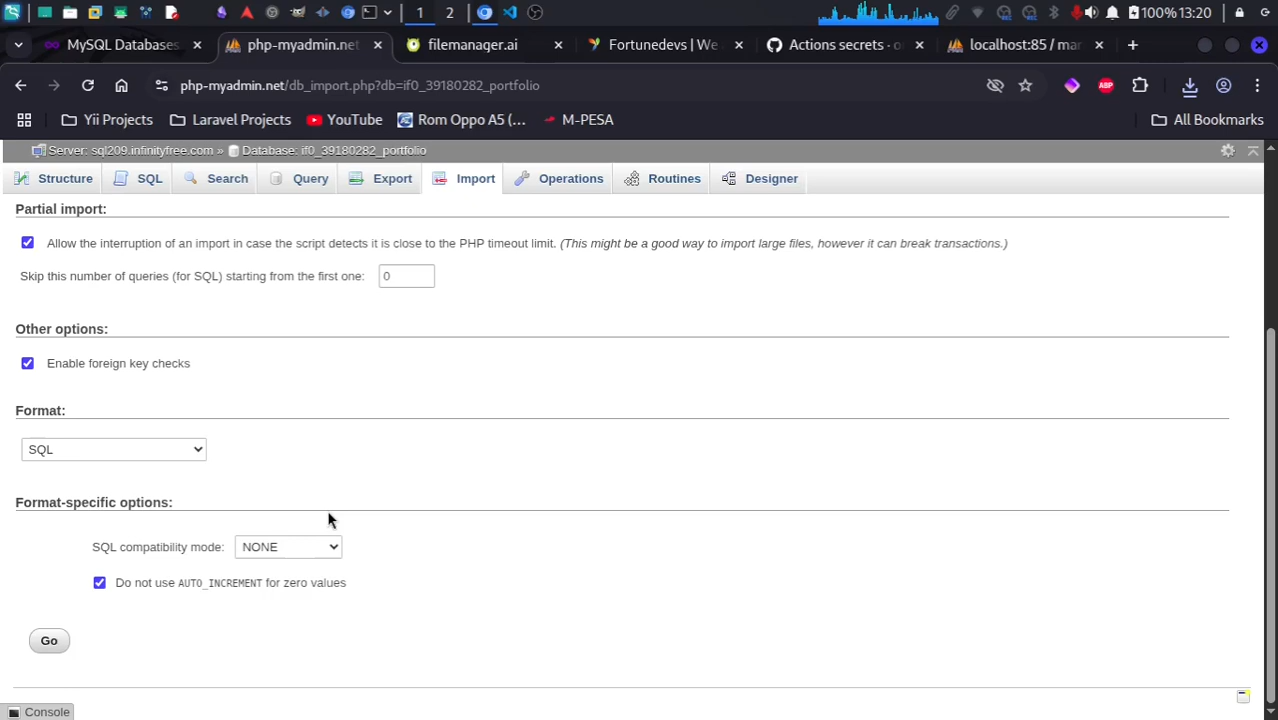 100% 13:20
1 2
MySQL Databases
php-myadmin.net
filemanager.ai
Fortunedevs | We
Actions secrets · o
localhost:85 / mar
php-myadmin.net/db_import.php?db=if0_39180282_portfolio
ABP
Yii Projects
Laravel Projects
YouTube
Rom Oppo A5 (...
M-PESA
All Bookmarks
Server: sql209.infinityfree.com » Database: if0_39180282_portfolio
Structure SQL Search Query Export Import Operations Routines Designer
Partial import:
Allow the interruption of an import in case the script detects it is close to the PHP timeout limit. (This might be a good way to import large files, however it can break transactions.)
Skip this number of queries (for SQL) starting from the first one: 0
Other options:
Enable foreign key checks
Format:
SQL
Format-specific options:
SQL compatibility mode: NONE
Do not use AUTO_INCREMENT for zero values
Go
Console